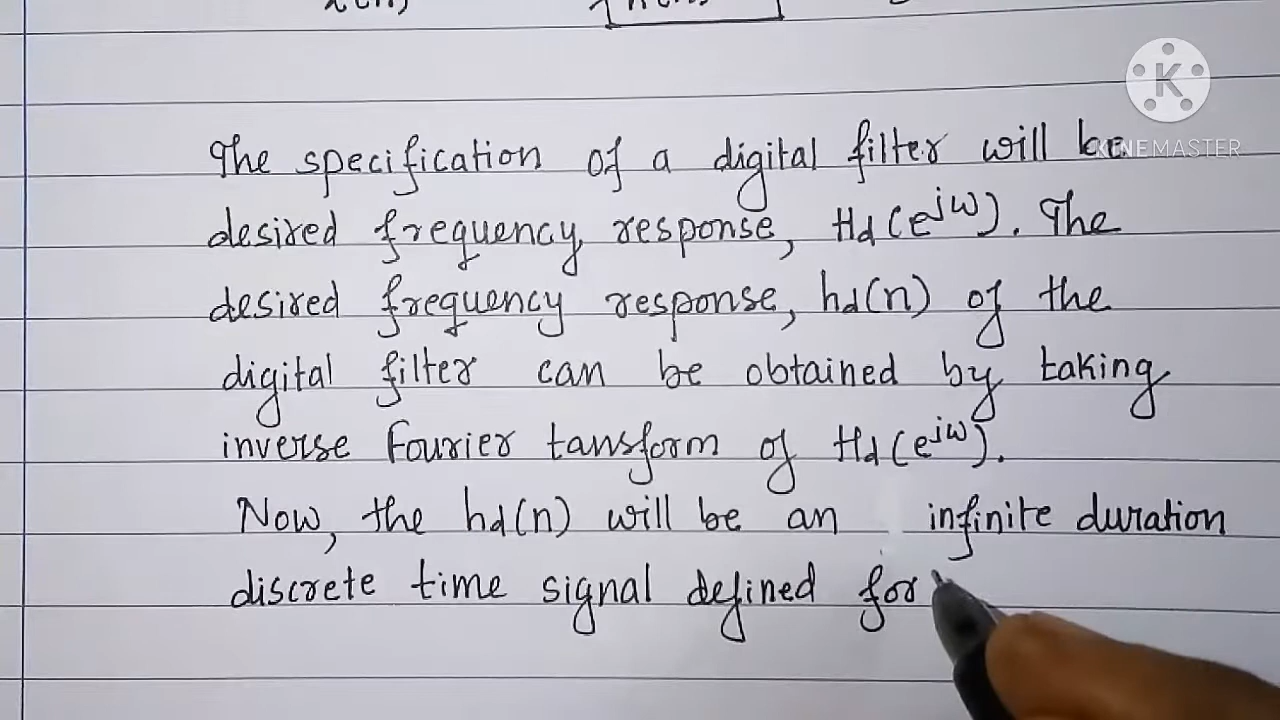 x(n)
The specification of a digital filter will be
desired frequency response, Hd(e^jω). The
desired frequency response, hd(n) of the
digital filter can be obtained by taking
inverse Fourier tansform of Hd(e^jω).
Now, the hd(n) will be an infinite duration
discrete time signal defined for
K
KINEMASTER